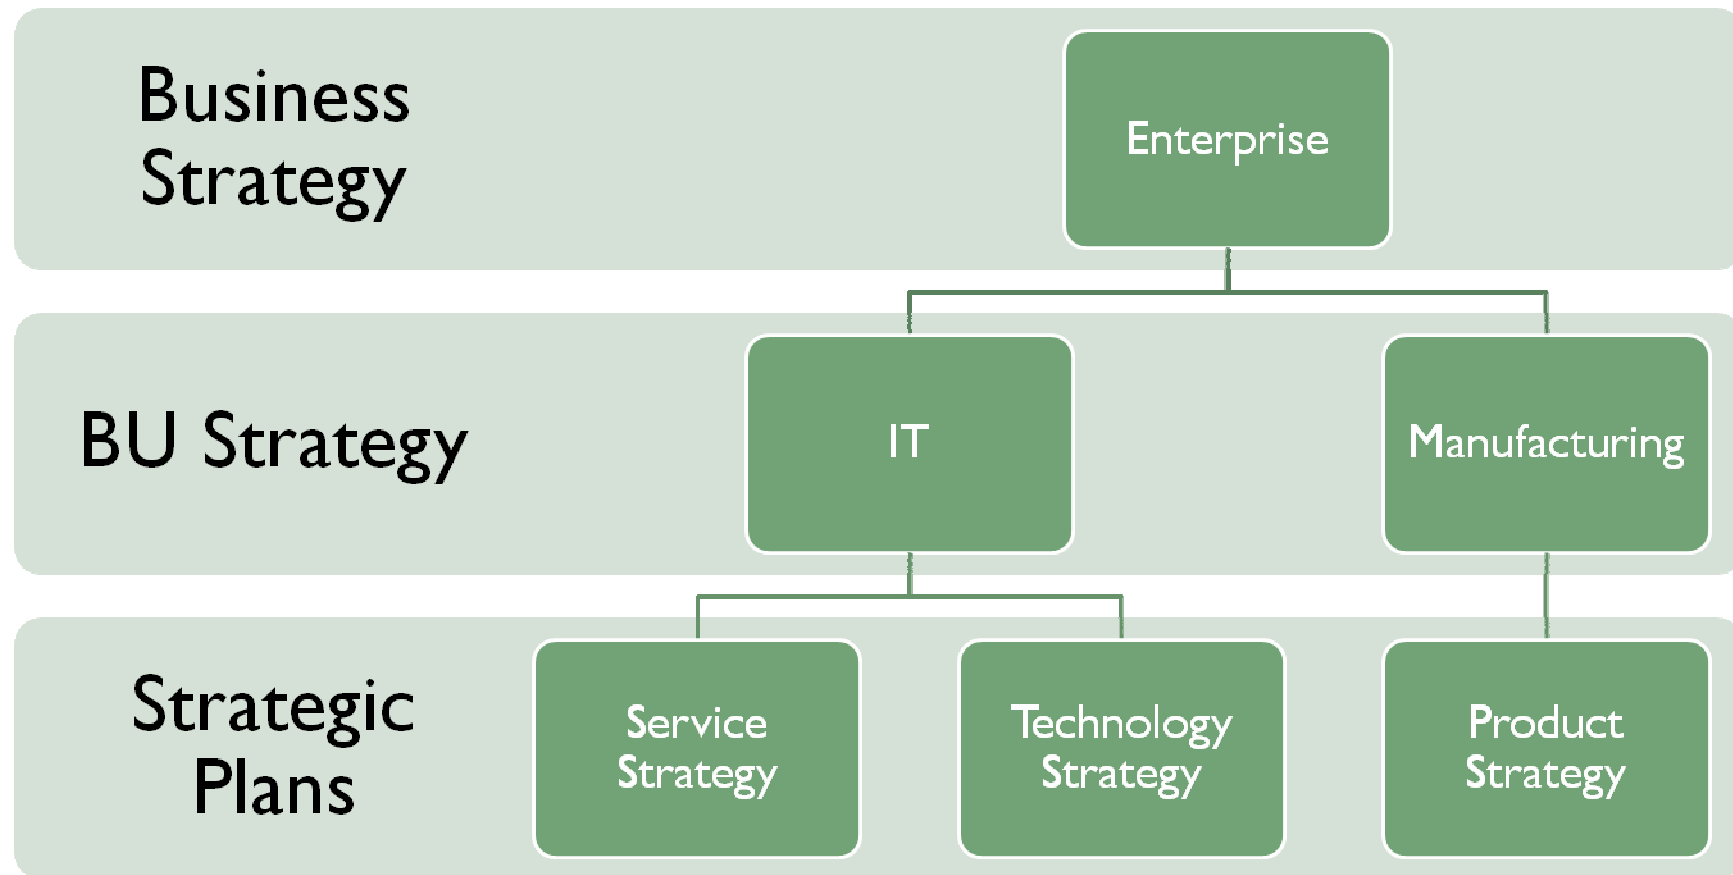 Business
Strategy
Enterprise
BU Strategy
IT
Manufacturing
Strategic
Plans
Service
Strategy
Technology
Strategy
Product
Strategy